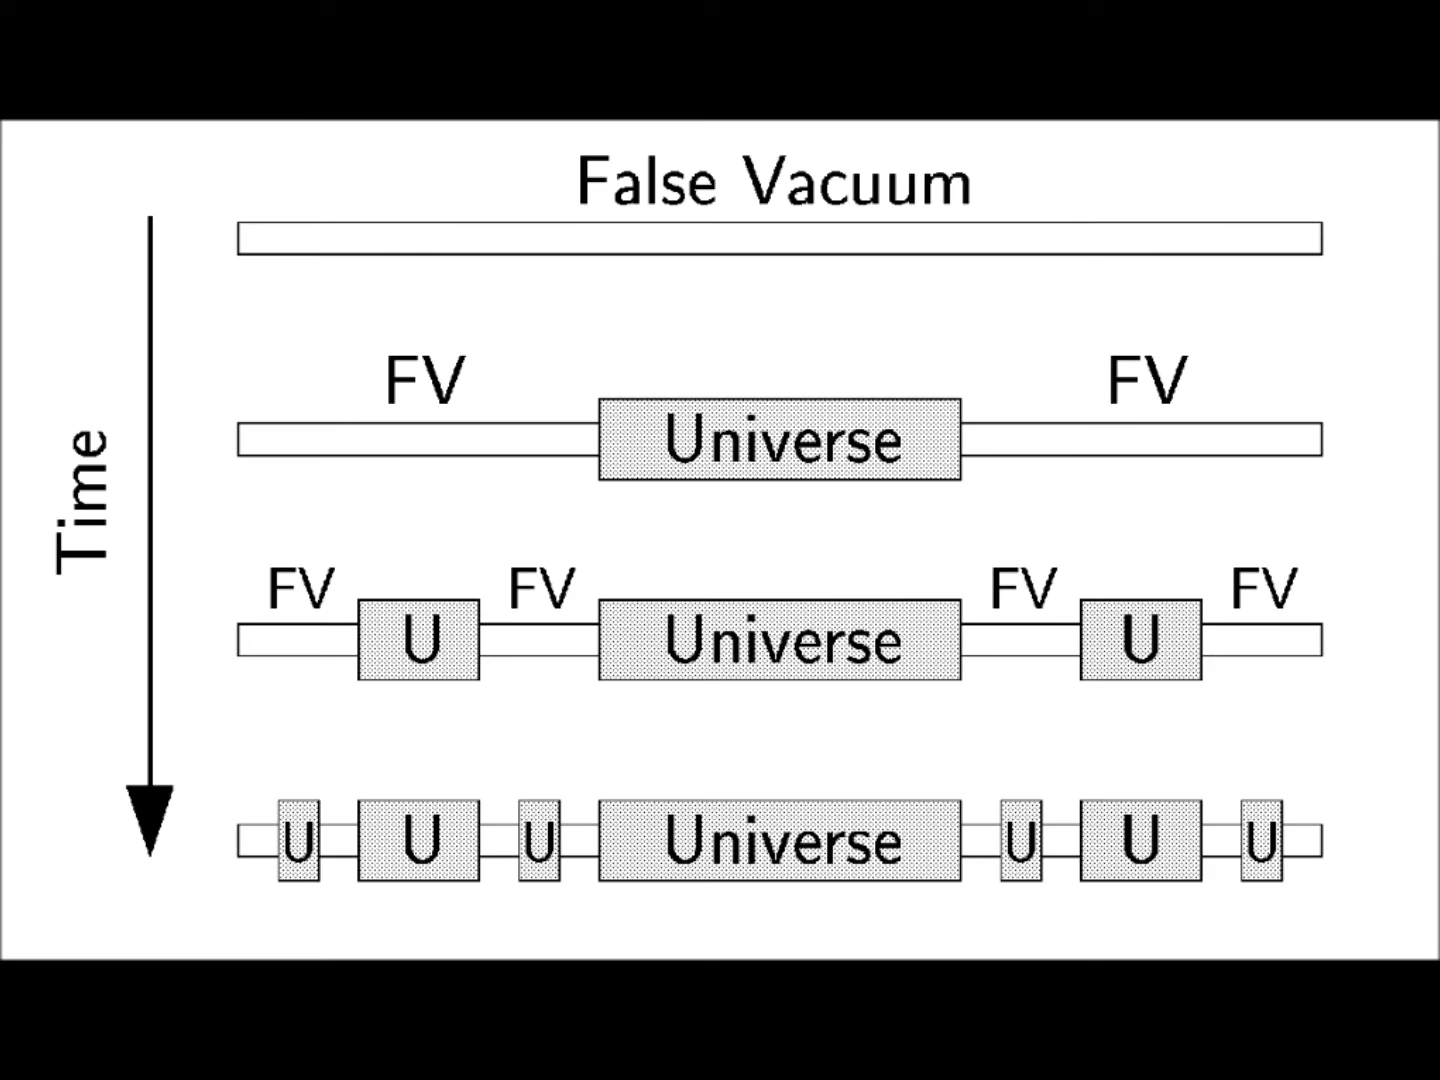 False Vacuum
Time
FV FV
Universe
FV FV FV FV
U Universe U
U U U Universe U U U